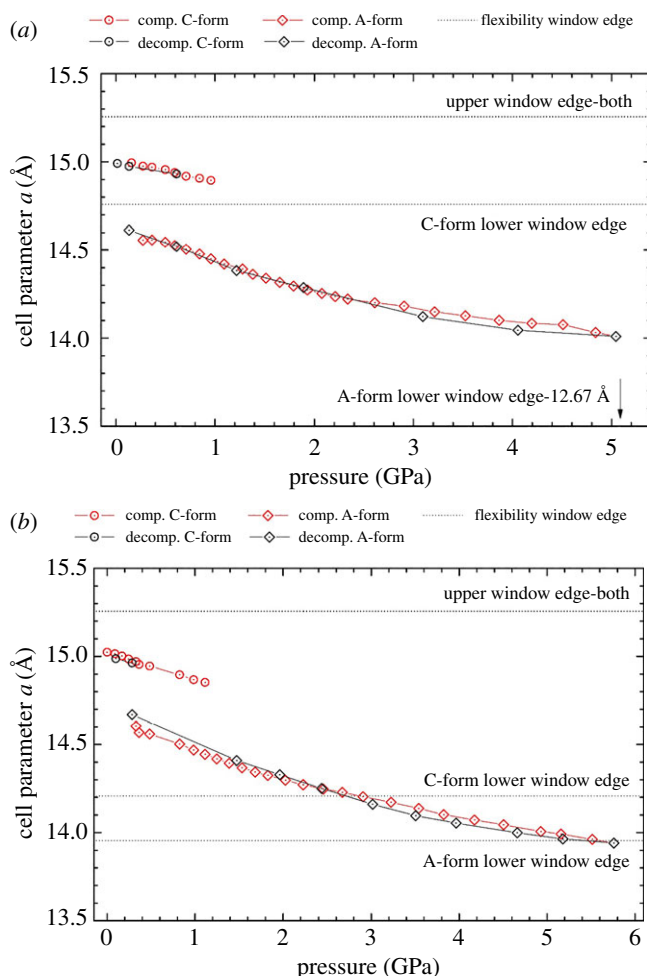 (a)
comp. C-form comp. A-form flexibility window edge
decomp. C-form decomp. A-form
15.5
upper window edge-both
15.0
C-form lower window edge
14.5
14.0
A-form lower window edge-12.67 Å
13.5
cell parameter a (Å)
0 1 2 3 4 5
pressure (GPa)
(b)
comp. C-form comp. A-form flexibility window edge
decomp. C-form decomp. A-form
15.5
upper window edge-both
15.0
14.5
C-form lower window edge
14.0
A-form lower window edge
13.5
cell parameter a (Å)
0 1 2 3 4 5 6
pressure (GPa)